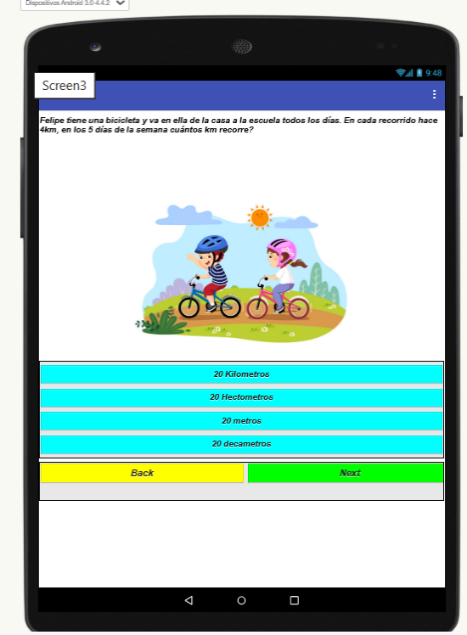 Dispositivos Android 3.0-4.4.2
9:48
Screen3
Felipe tiene una bicicleta y va en ella de la casa a la escuela todos los días. En cada recorrido hace
4km, en los 5 días de la semana cuántos km recorre?
20 Kilometros
20 Hectometros
20 metros
20 decametros
Back
Next